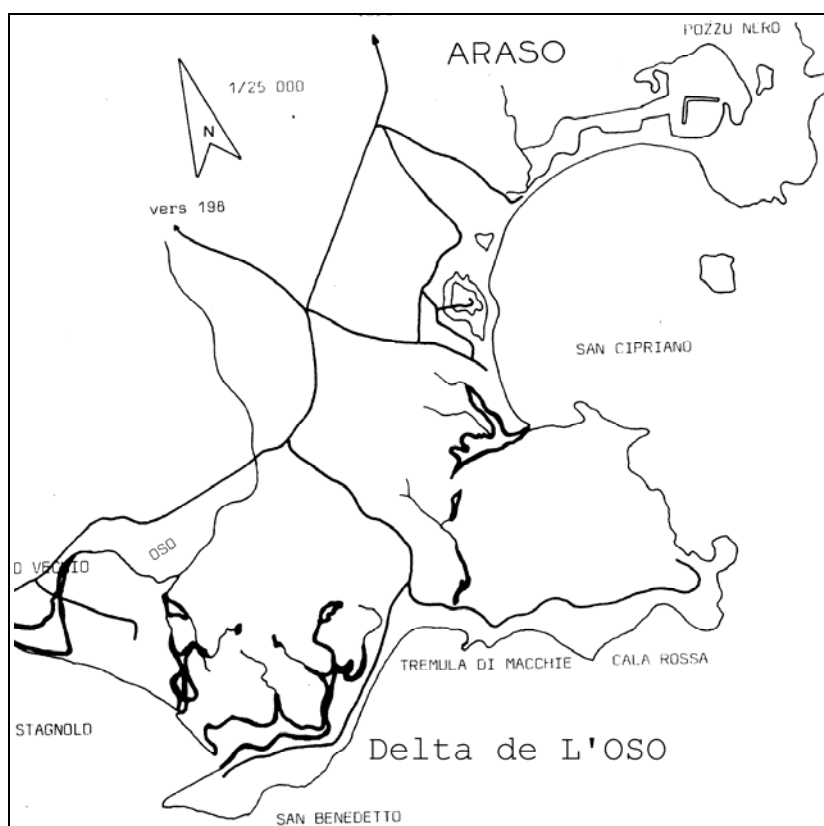 POZZU NERO
ARASO
1/25 000
N
vers 198
SAN CIPRIANO
OSO
O VECHIO
TREMULA DI MACCHIE
CALA ROSSA
STAGNOLO
Delta de L'OSO
SAN BENEDETTO